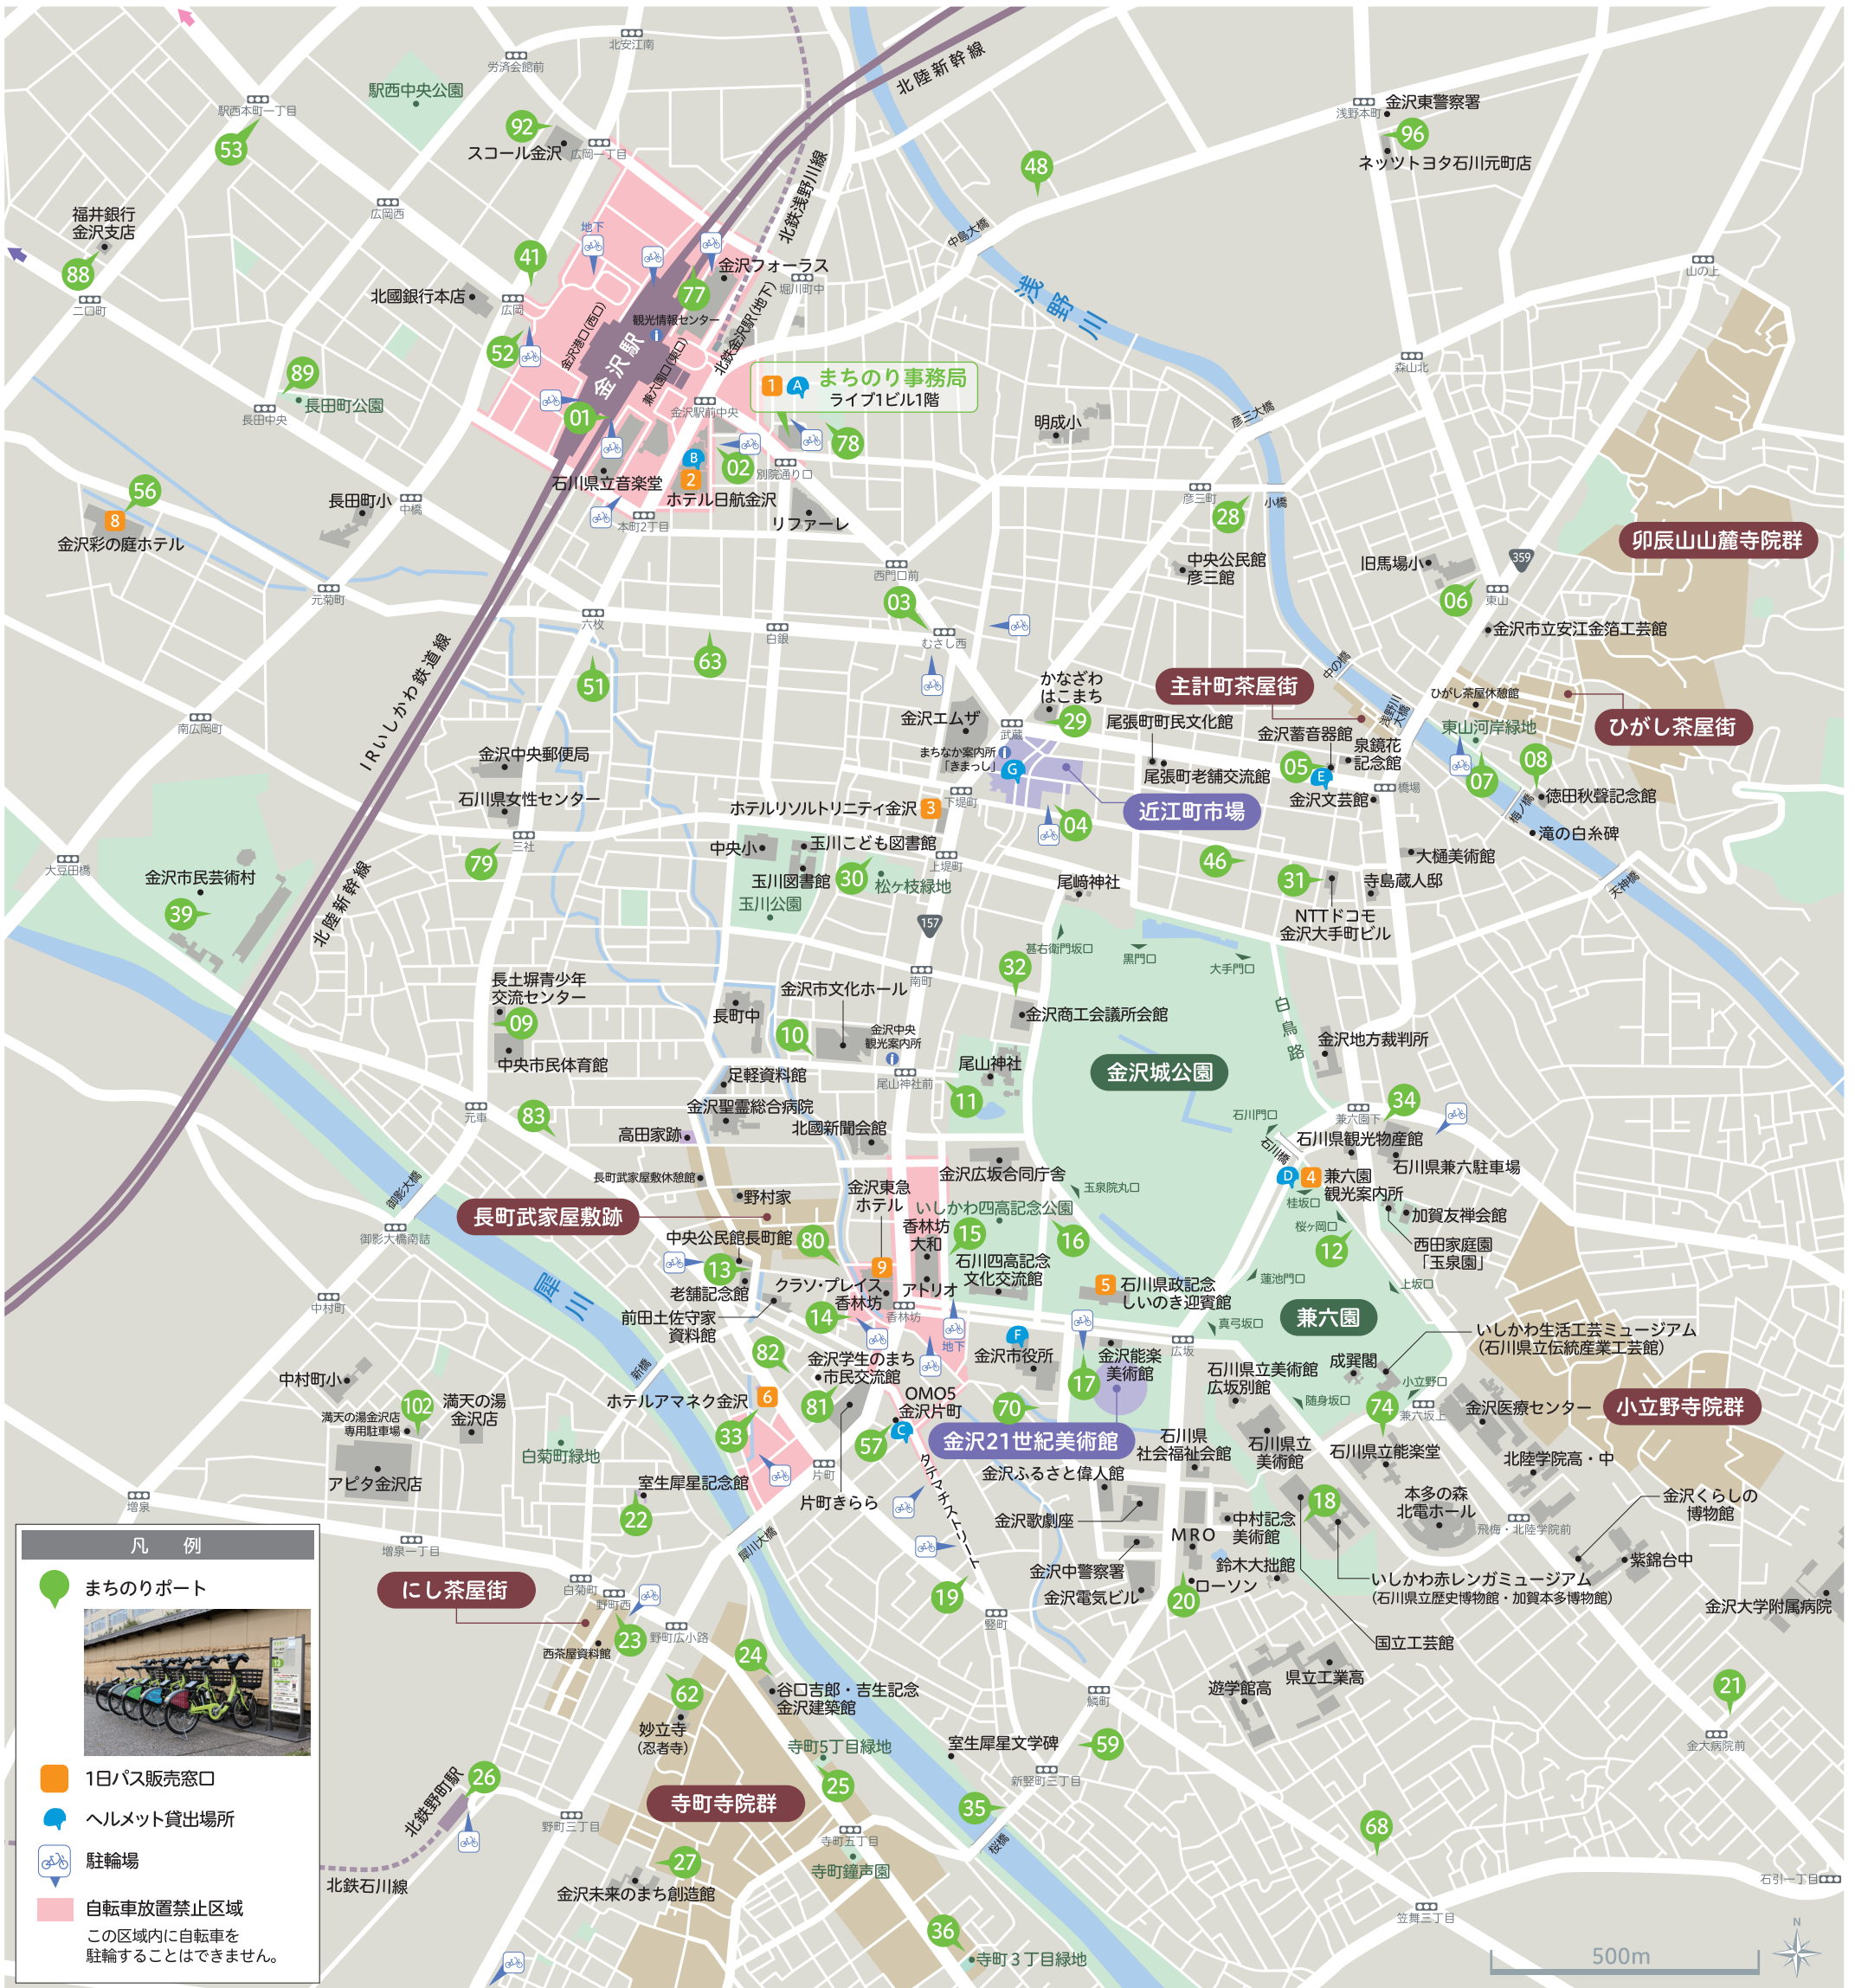 北安江南
労済会館前
駅西中央公園
駅西本町一丁目
53
92
スコール金沢
広岡一丁目
北陸新幹線
北鉄浅野川線
48
中島大橋
浅野本町
金沢東警察署
96
ネッツトヨタ石川元町店
広岡西
福井銀行
金沢支店
88
二口町
地下
41
北國銀行本店
広岡
52
77
金沢フォーラス
堀川町中
観光情報センター
金沢港口(西口)
金沢駅
兼六園口(東口)
北鉄金沢駅(地下)
浅野川
山の上
89
長田町公園
長田中央
01
金沢駅前中央
1
A
まちのり事務局
ライブ1ビル1階
78
B
2
02
別院通り口
石川県立音楽堂
ホテル日航金沢
本町2丁目
リファーレ
明成小
彦三大橋
森山北
56
8
金沢彩の庭ホテル
長田町小
中橋
元菊町
六枚
西門口前
03
むさし西
白銀
63
51
彦三町
28
小橋
中央公民館
彦三館
旧馬場小
359
06
東山
卯辰山山麓寺院群
金沢市立安江金箔工芸館
IRいしかわ鉄道線
南広岡町
金沢中央郵便局
石川県女性センター
三社
79
かなざわ
はこまち
29
金沢エムザ
武蔵
まちなか案内所
「きまっし」
G
下堤町
ホテルリソルトリニティ金沢
3
近江町市場
04
主計町茶屋街
中の橋
尾張町町民文化館
尾張町老舗交流館
金沢蓄音器館
05
E
泉鏡花
記念館
金沢文芸館
橋場
浅野川
大橋
ひがし茶屋休憩館
東山河岸緑地
ひがし茶屋街
07
08
梅ノ橋
徳田秋聲記念館
滝の白糸碑
天神橋
大豆田橋
金沢市民芸術村
39
北陸新幹線
中央小
玉川こども図書館
玉川図書館
30
松ヶ枝緑地
玉川公園
上堤町
157
尾﨑神社
46
31
大樋美術館
寺島蔵人邸
NTTドコモ
金沢大手町ビル
甚右衛門坂口
黒門口
大手門口
32
南町
金沢商工会議所会館
白鳥路
金沢地方裁判所
長土塀青少年
交流センター
09
中央市民体育館
長町中
金沢市文化ホール
10
金沢中央
観光案内所
尾山神社
尾山神社前
11
金沢城公園
足軽資料館
金沢聖霊総合病院
元車
83
高田家跡
北國新聞会館
石川門口
石川橋
兼六園下
34
石川県観光物産館
石川県兼六駐車場
D
4
兼六園
観光案内所
桂坂口
桜ヶ岡口
12
加賀友禅会館
西田家庭園
「玉泉園」
長町武家屋敷休憩館
野村家
長町武家屋敷跡
金沢東急
ホテル
金沢広坂合同庁舎
いしかわ四高記念公園
玉泉院丸口
香林坊
大和
15
16
石川四高記念
文化交流館
中央公民館長町館
80
13
老舗記念館
9
クラソ・プレイス
香林坊
アトリオ
14
香林坊
前田土佐守家
資料館
5
石川県政記念
しいのき迎賓館
蓮池門口
上坂口
真弓坂口
兼六園
御影大橋
御影大橋南詰
中村町
犀川
新橋
82
金沢学生のまち
市民交流館
地下
F
金沢市役所
17
金沢能楽
美術館
広坂
いしかわ生活工芸ミュージアム
(石川県立伝統産業工芸館)
成巽閣
小立野口
石川県立美術館
広坂別館
随身坂口
74
兼六坂上
小立野寺院群
金沢医療センター
中村町小
満天の湯金沢店
専用駐車場
102
満天の湯
金沢店
アピタ金沢店
増泉
ホテルアマネク金沢
6
33
81
57
C
OMO5
金沢片町
70
金沢21世紀美術館
石川県
社会福祉会館
石川県立
美術館
石川県立能楽堂
北陸学院高・中
白菊町緑地
室生犀星記念館
22
片町
片町きらら
タテマチストリート
金沢ふるさと偉人館
金沢歌劇座
18
中村記念
美術館
本多の森
北電ホール
飛梅・北陸学院前
金沢くらしの
博物館
紫錦台中
MRO
鈴木大拙館
金沢中警察署
金沢電気ビル
ローソン
20
いしかわ赤レンガミュージアム
(石川県立歴史博物館・加賀本多博物館)
国立工芸館
金沢大学附属病院
19
竪町
増泉一丁目
犀川大橋
にし茶屋街
白菊町
野町西
23
西茶屋資料館
野町広小路
24
62
妙立寺
(忍者寺)
谷口吉郎・吉生記念
金沢建築館
寺町5丁目緑地
25
室生犀星文学碑
59
新竪町三丁目
鱗町
遊学館高
県立工業高
21
金大病院前
北鉄野町駅
26
野町三丁目
寺町寺院群
寺町五丁目
寺町鐘声園
35
桜橋
68
27
金沢未来のまち創造館
北鉄石川線
36
寺町3丁目緑地
笠舞三丁目
石引一丁目
500m
N
凡 例
まちのりポート
1日パス販売窓口
ヘルメット貸出場所
駐輪場
自転車放置禁止区域
この区域内に自転車を
駐輪することはできません。